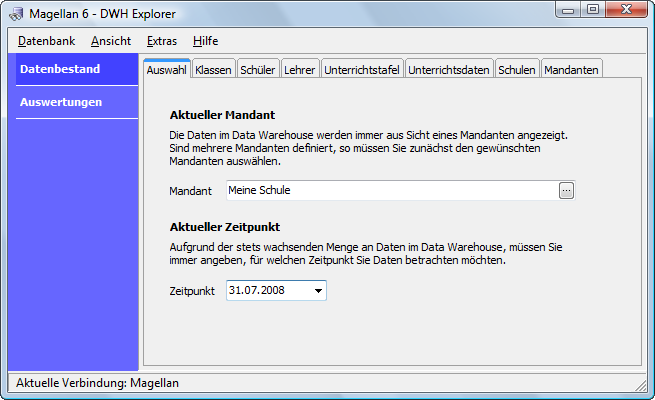 Magellan 6 - DWH Explorer
Datenbank Ansicht Extras Hilfe
Datenbestand
Auswertungen
Auswahl Klassen Schüler Lehrer Unterrichtstafel Unterrichtsdaten Schulen Mandanten
Aktueller Mandant
Die Daten im Data Warehouse werden immer aus Sicht eines Mandanten angezeigt.
Sind mehrere Mandanten definiert, so müssen Sie zunächst den gewünschten
Mandanten auswählen.
Mandant Meine Schule ...
Aktueller Zeitpunkt
Aufgrund der stets wachsenden Menge an Daten im Data Warehouse, müssen Sie
immer angeben, für welchen Zeitpunkt Sie Daten betrachten möchten.
Zeitpunkt 31.07.2008
Aktuelle Verbindung: Magellan